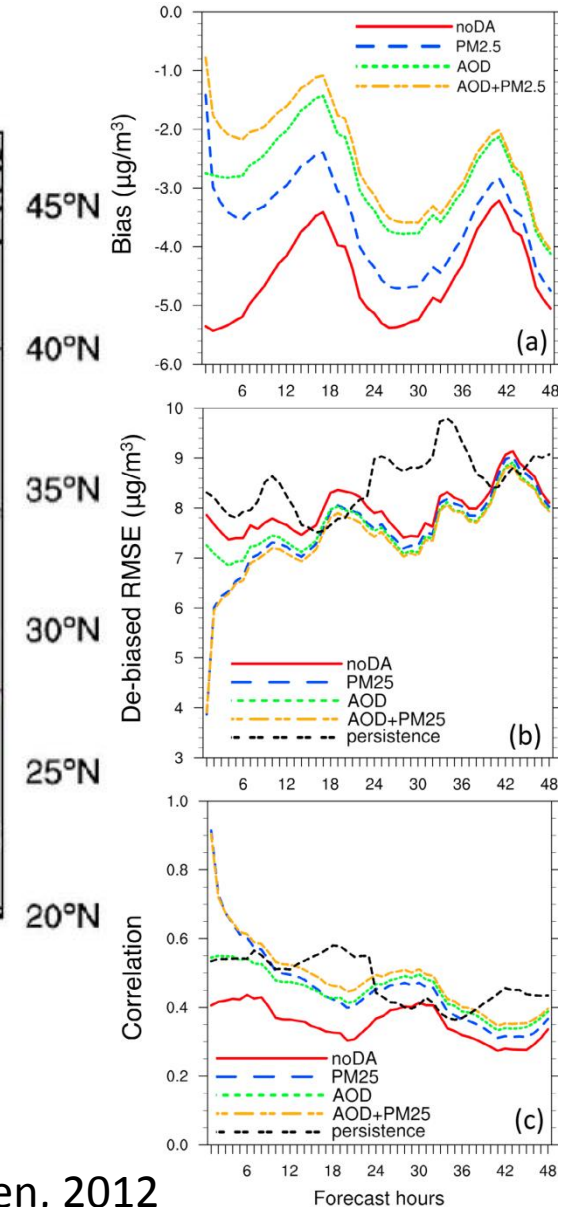 45°N
40°N
35°N
30°N
25°N
20°N
0.0
-1.0
-2.0
-3.0
-4.0
-5.0
-6.0
Bias (µg/m³)
noDA
PM2.5
AOD
AOD+PM2.5
(a)
6 12 18 24 30 36 42 48
10
9
8
7
6
5
4
3
De-biased RMSE (µg/m³)
noDA
PM25
AOD
AOD+PM25
persistence
(b)
6 12 18 24 30 36 42 48
1.0
0.8
0.6
0.4
0.2
0.0
Correlation
noDA
PM25
AOD
AOD+PM25
persistence
(c)
6 12 18 24 30 36 42 48
Forecast hours
en, 2012